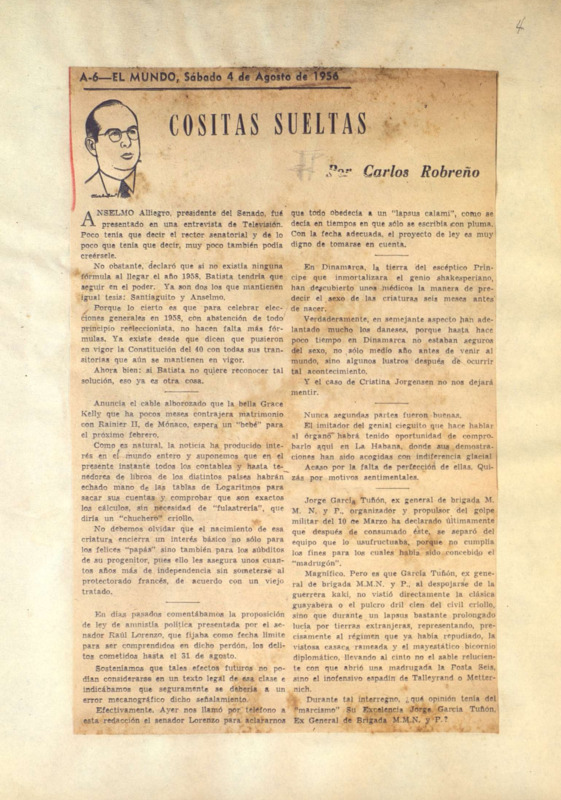 4
A-6—EL MUNDO, Sábado 4 de Agosto de 1956
COSITAS SUELTAS
Por Carlos Robreño
ANSELMO Alliegro, presidente del Senado, fué
presentado en una entrevista de Televisión.
Poco tenía que decir el rector senatorial y de lo
poco que tenía que decir, muy poco también podía
creérsele.
No obstante, declaró que si no existía ninguna
fórmula al llegar el año 1958, Batista tendría que
seguir en el poder. Ya son dos los que mantienen
igual tesis: Santiaguito y Anselmo.
Porque lo cierto es que para celebrar elec-
ciones generales en 1958, con abstención de todo
principio reeleccionista, no hacen falta más fór-
mulas. Ya existe desde que dicen que pusieron
en vigor la Constitución del 40 con todas sus tran-
sitorias que aún se mantienen en vigor.
Ahora bien: si Batista no quiere reconocer tal
solución, eso ya es otra cosa.
Anuncia el cable alborozado que la bella Grace
Kelly que ha pocos meses contrajera matrimonio
con Rainier II, de Mónaco, espera un "bebé" para
el próximo febrero.
Como es natural, la noticia ha producido inte-
rés en el mundo entero y suponemos que en el
presente instante todos los contables y hasta te-
nedores de libros de los distintos países habrán
echado mano de las tablas de Logaritmos para
sacar sus cuentas y comprobar que son exactos
los cálculos, sin necesidad de "fulastrería", que
diría un "chuchero" criollo.
No debemos olvidar que el nacimiento de esa
criatura encierra un interés básico no sólo para
los felices "papás" sino también para los súbditos
de su progenitor, pues ello les asegura unos cuan-
tos años más de independencia sin someterse al
protectorado francés, de acuerdo con un viejo
tratado.
En días pasados comentábamos la proposición
de ley de amnistía política presentada por el se-
nador Raúl Lorenzo, que fijaba como fecha límite
para ser comprendidos en dicho perdón, los deli-
tos cometidos hasta el 31 de agosto.
Sosteníamos que tales efectos futuros no po-
dían considerarse en un texto legal de esa clase e
indicábamos que seguramente se debería a un
error mecanográfico dicho señalamiento.
Efectivamente. Ayer nos llamó por teléfono a
esta redacción el senador Lorenzo para aclararnos
que todo obedecía a un "lapsus calami", como se
decía en tiempos en que sólo se escribía con pluma.
Con la fecha adecuada, el proyecto de ley es muy
digno de tomarse en cuenta.
En Dinamarca, la tierra del escéptico Prín-
cipe que inmortalizara el genio shakesperiano,
han descubierto unos médicos la manera de pre-
decir el sexo de las criaturas seis meses antes
de nacer.
Verdaderamente, en semejante aspecto han ade-
lantado mucho los daneses, porque hasta hace
poco tiempo en Dinamarca no estaban seguros
del sexo, no sólo medio año antes de venir al
mundo, sino algunos lustros después de ocurrir
tal acontecimiento.
Y el caso de Cristina Jorgensen no nos dejará
mentir.
Nunca segundas partes fueron buenas.
El imitador del genial cieguito que hace hablar
al órgano habrá tenido oportunidad de compro-
barlo aquí en La Habana, donde sus demostra-
ciones han sido acogidas con indiferencia glacial
Acaso por la falta de perfección de ellas. Qui-
zás por motivos sentimentales.
Jorge García Tuñón, ex general de brigada M.
M. N. y P., organizador y propulsor del golpe
militar del 10 de Marzo ha declarado últimamente
que después de consumado éste, se separó del
equipo que lo usufructuaba, porque no cumplía
los fines para los cuales había sido concebido el
"madrugón".
Magnífico. Pero es que García Tuñón, ex gene-
ral de brigada M.M.N. y P., al despojarse de la
guerrera kaki, no vistió directamente la clásica
guayabera o el pulcro dril cien del civil criollo,
sino que durante un lapsus bastante prolongado
lucía por tierras extranjeras, representando, pre-
cisamente al régimen que ya había repudiado, la
vistosa casaca rameada y el mayestático bicornio
diplomático, llevando al cinto no el sable relucien-
te con que abrió una madrugada la Posta Seis,
sino el inofensivo espadín de Talleyrand o Metter-
nich.
Durante tal interregno, ¿qué opinión tenía del
"marcismo" Su Excelencia Jorge García Tuñón,
Ex General de Brigada M.M.N. y P.?